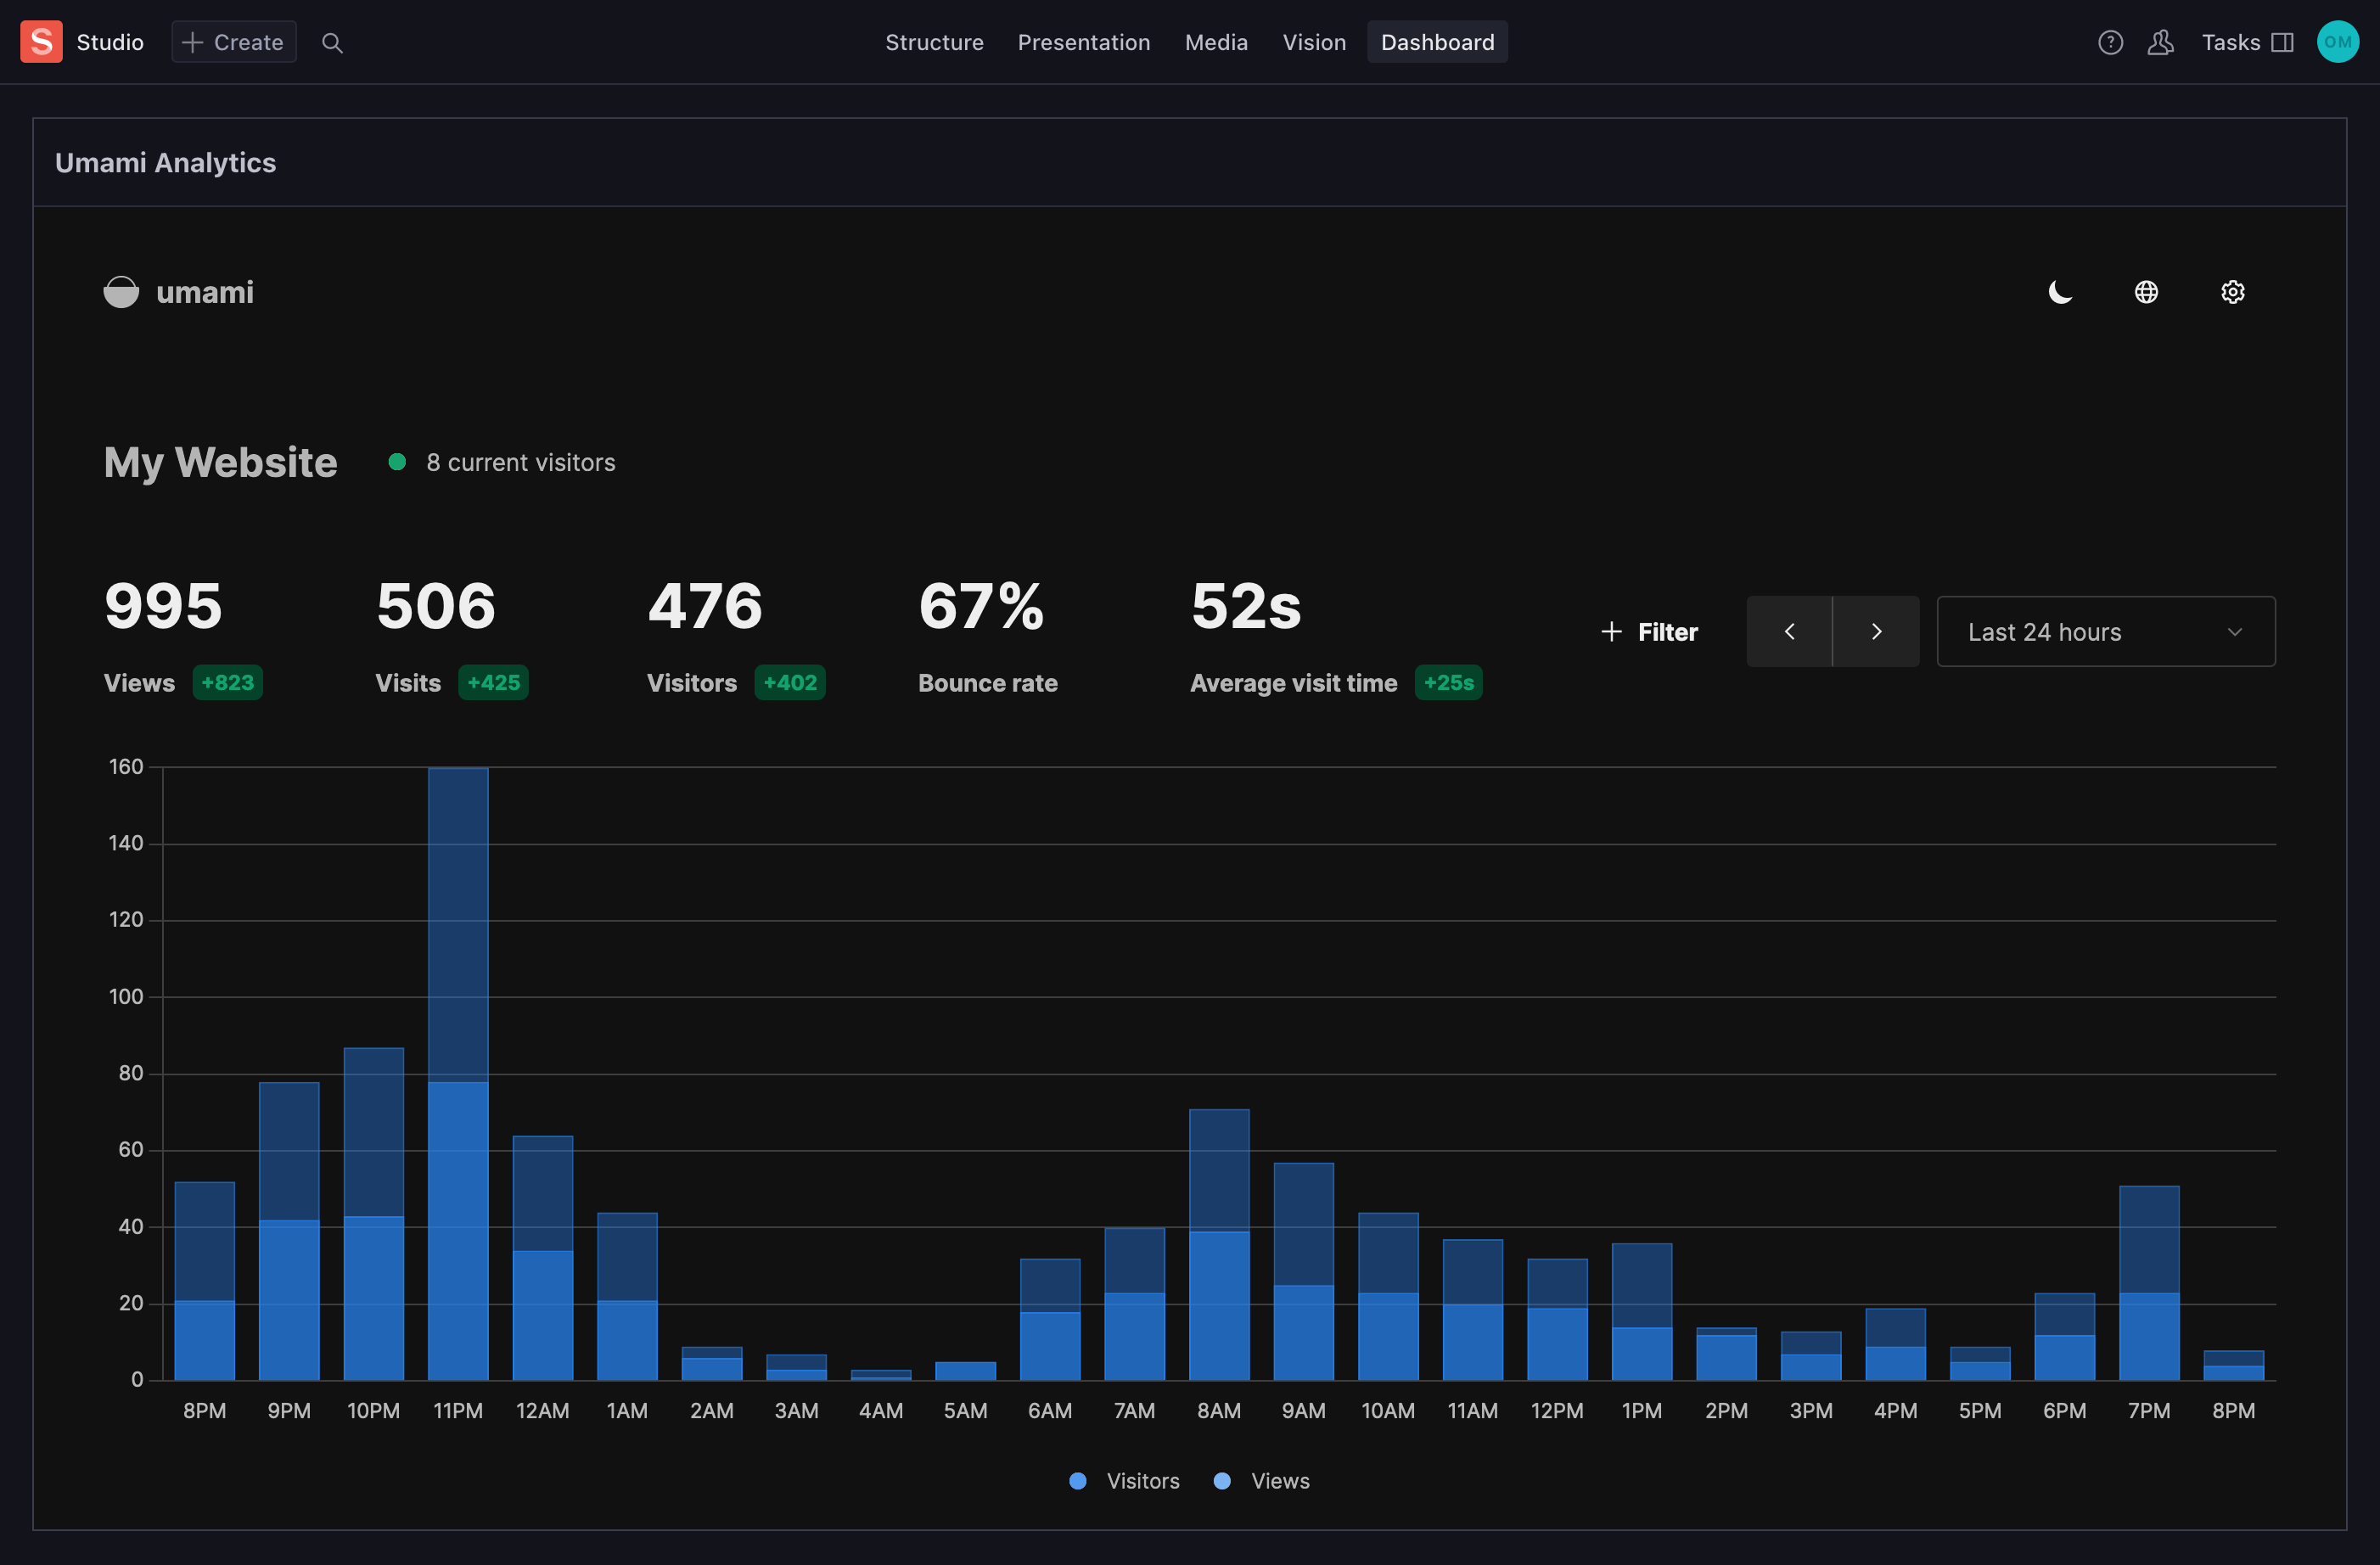 S Studio + Create Structure Presentation Media Vision Dashboard ? Tasks OM
Umami Analytics
umami
My Website 8 current visitors
995 506 476 67% 52s
+ Filter Last 24 hours
Views +823 Visits +425 Visitors +402 Bounce rate Average visit time +25s
160
140
120
100
80
60
40
20
0
8PM 9PM 10PM 11PM 12AM 1AM 2AM 3AM 4AM 5AM 6AM 7AM 8AM 9AM 10AM 11AM 12PM 1PM 2PM 3PM 4PM 5PM 6PM 7PM 8PM
Visitors Views